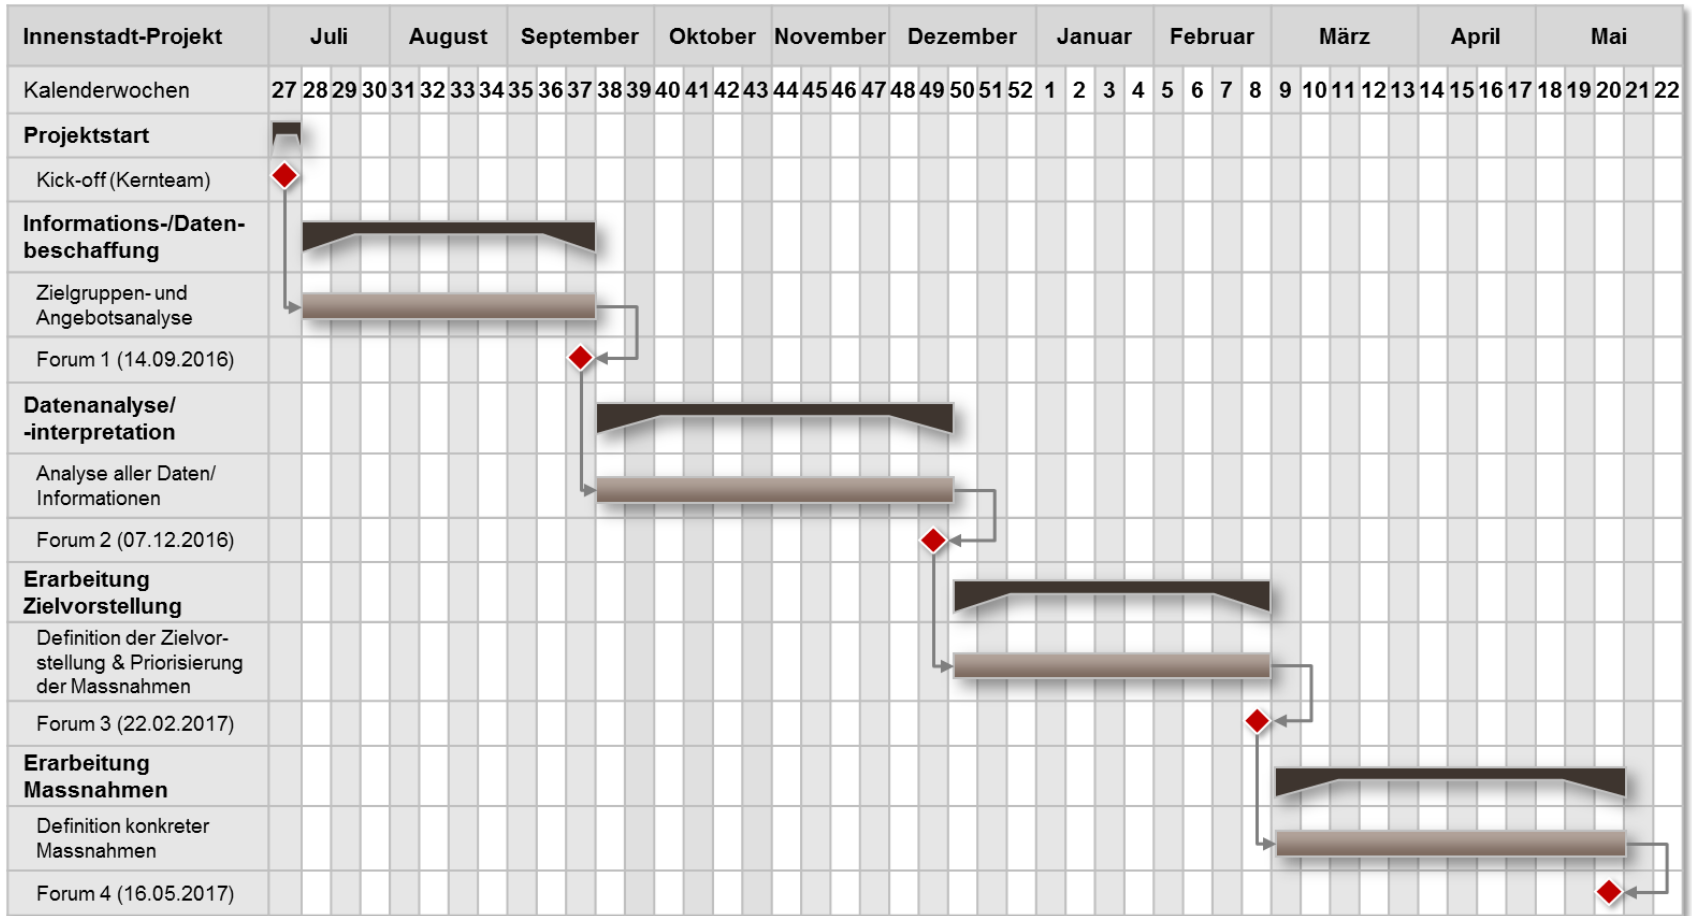 Innenstadt-Projekt Juli August September Oktober November Dezember Januar Februar März April Mai
Kalenderwochen 27 28 29 30 31 32 33 34 35 36 37 38 39 40 41 42 43 44 45 46 47 48 49 50 51 52 1 2 3 4 5 6 7 8 9 10 11 12 13 14 15 16 17 18 19 20 21 22
Projektstart
Kick-off (Kernteam)
Informations-/Daten-
beschaffung
Zielgruppen- und
Angebotsanalyse
Forum 1 (14.09.2016)
Datenanalyse/
-interpretation
Analyse aller Daten/
Informationen
Forum 2 (07.12.2016)
Erarbeitung
Zielvorstellung
Definition der Zielvor-
stellung & Priorisierung
der Massnahmen
Forum 3 (22.02.2017)
Erarbeitung
Massnahmen
Definition konkreter
Massnahmen
Forum 4 (16.05.2017)